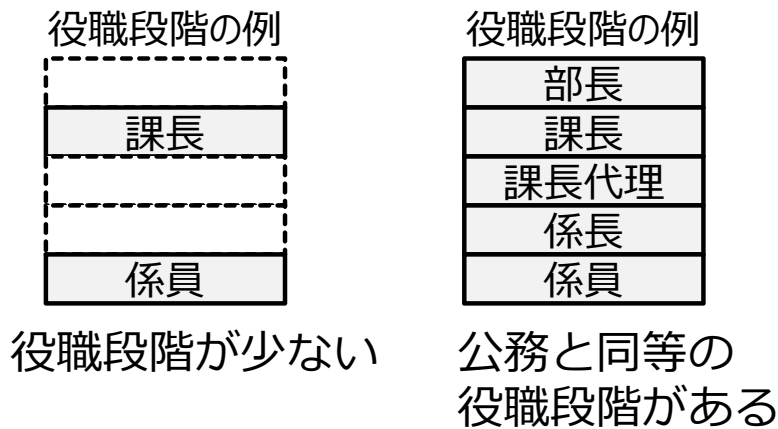 役職段階の例
課長
係員
役職段階が少ない
役職段階の例
部長
課長
課長代理
係長
係員
公務と同等の
役職段階がある